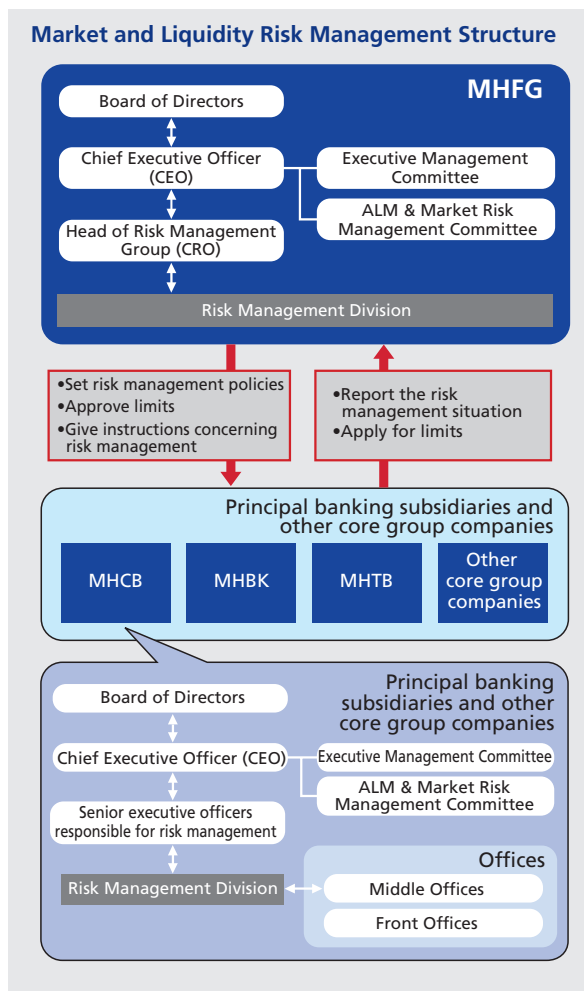 Market and Liquidity Risk Management Structure
MHFG
Board of Directors
Chief Executive Officer
(CEO)
Executive Management
Committee
ALM & Market Risk
Management Committee
Head of Risk Management
Group (CRO)
Risk Management Division
•Set risk management policies
•Approve limits
•Give instructions concerning
risk management
•Report the risk
management situation
•Apply for limits
Principal banking subsidiaries and
other core group companies
MHCB
MHBK
MHTB
Other
core group
companies
Principal banking
subsidiaries and other
core group companies
Board of Directors
Chief Executive Officer (CEO)
Executive Management Committee
ALM & Market Risk
Management Committee
Senior executive officers
responsible for risk management
Risk Management Division
Offices
Middle Offices
Front Offices